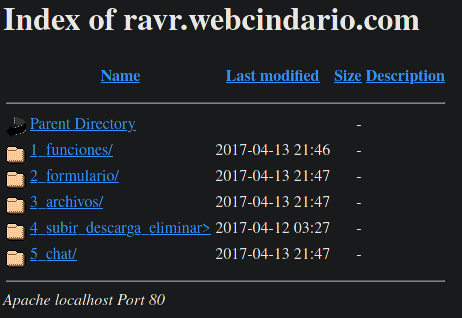 Index of ravr.webcindario.com
Name Last modified Size Description
Parent Directory -
1_funciones/ 2017-04-13 21:46 -
2_formulario/ 2017-04-13 21:47 -
3_archivos/ 2017-04-13 21:47 -
4_subir_descarga_eliminar> 2017-04-12 03:27 -
5_chat/ 2017-04-13 21:47 -
Apache localhost Port 80